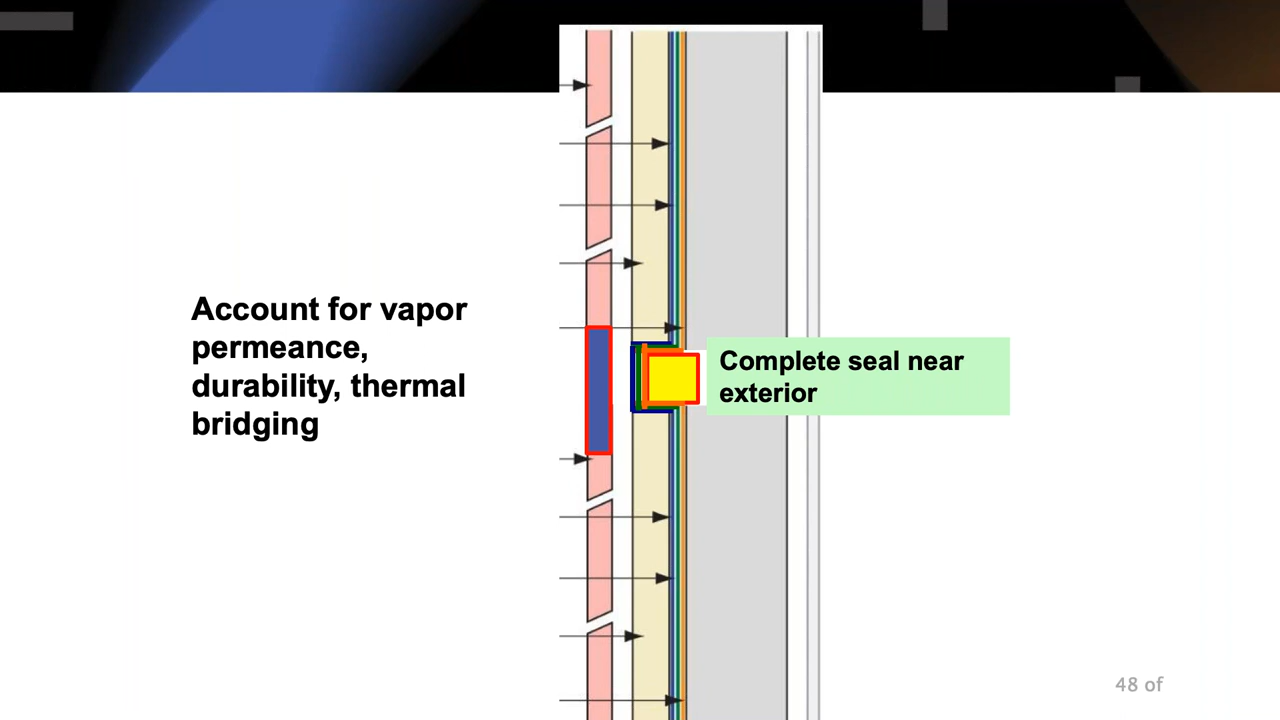 Account for vapor
permeance,
durability, thermal
bridging
Complete seal near
exterior
48 of